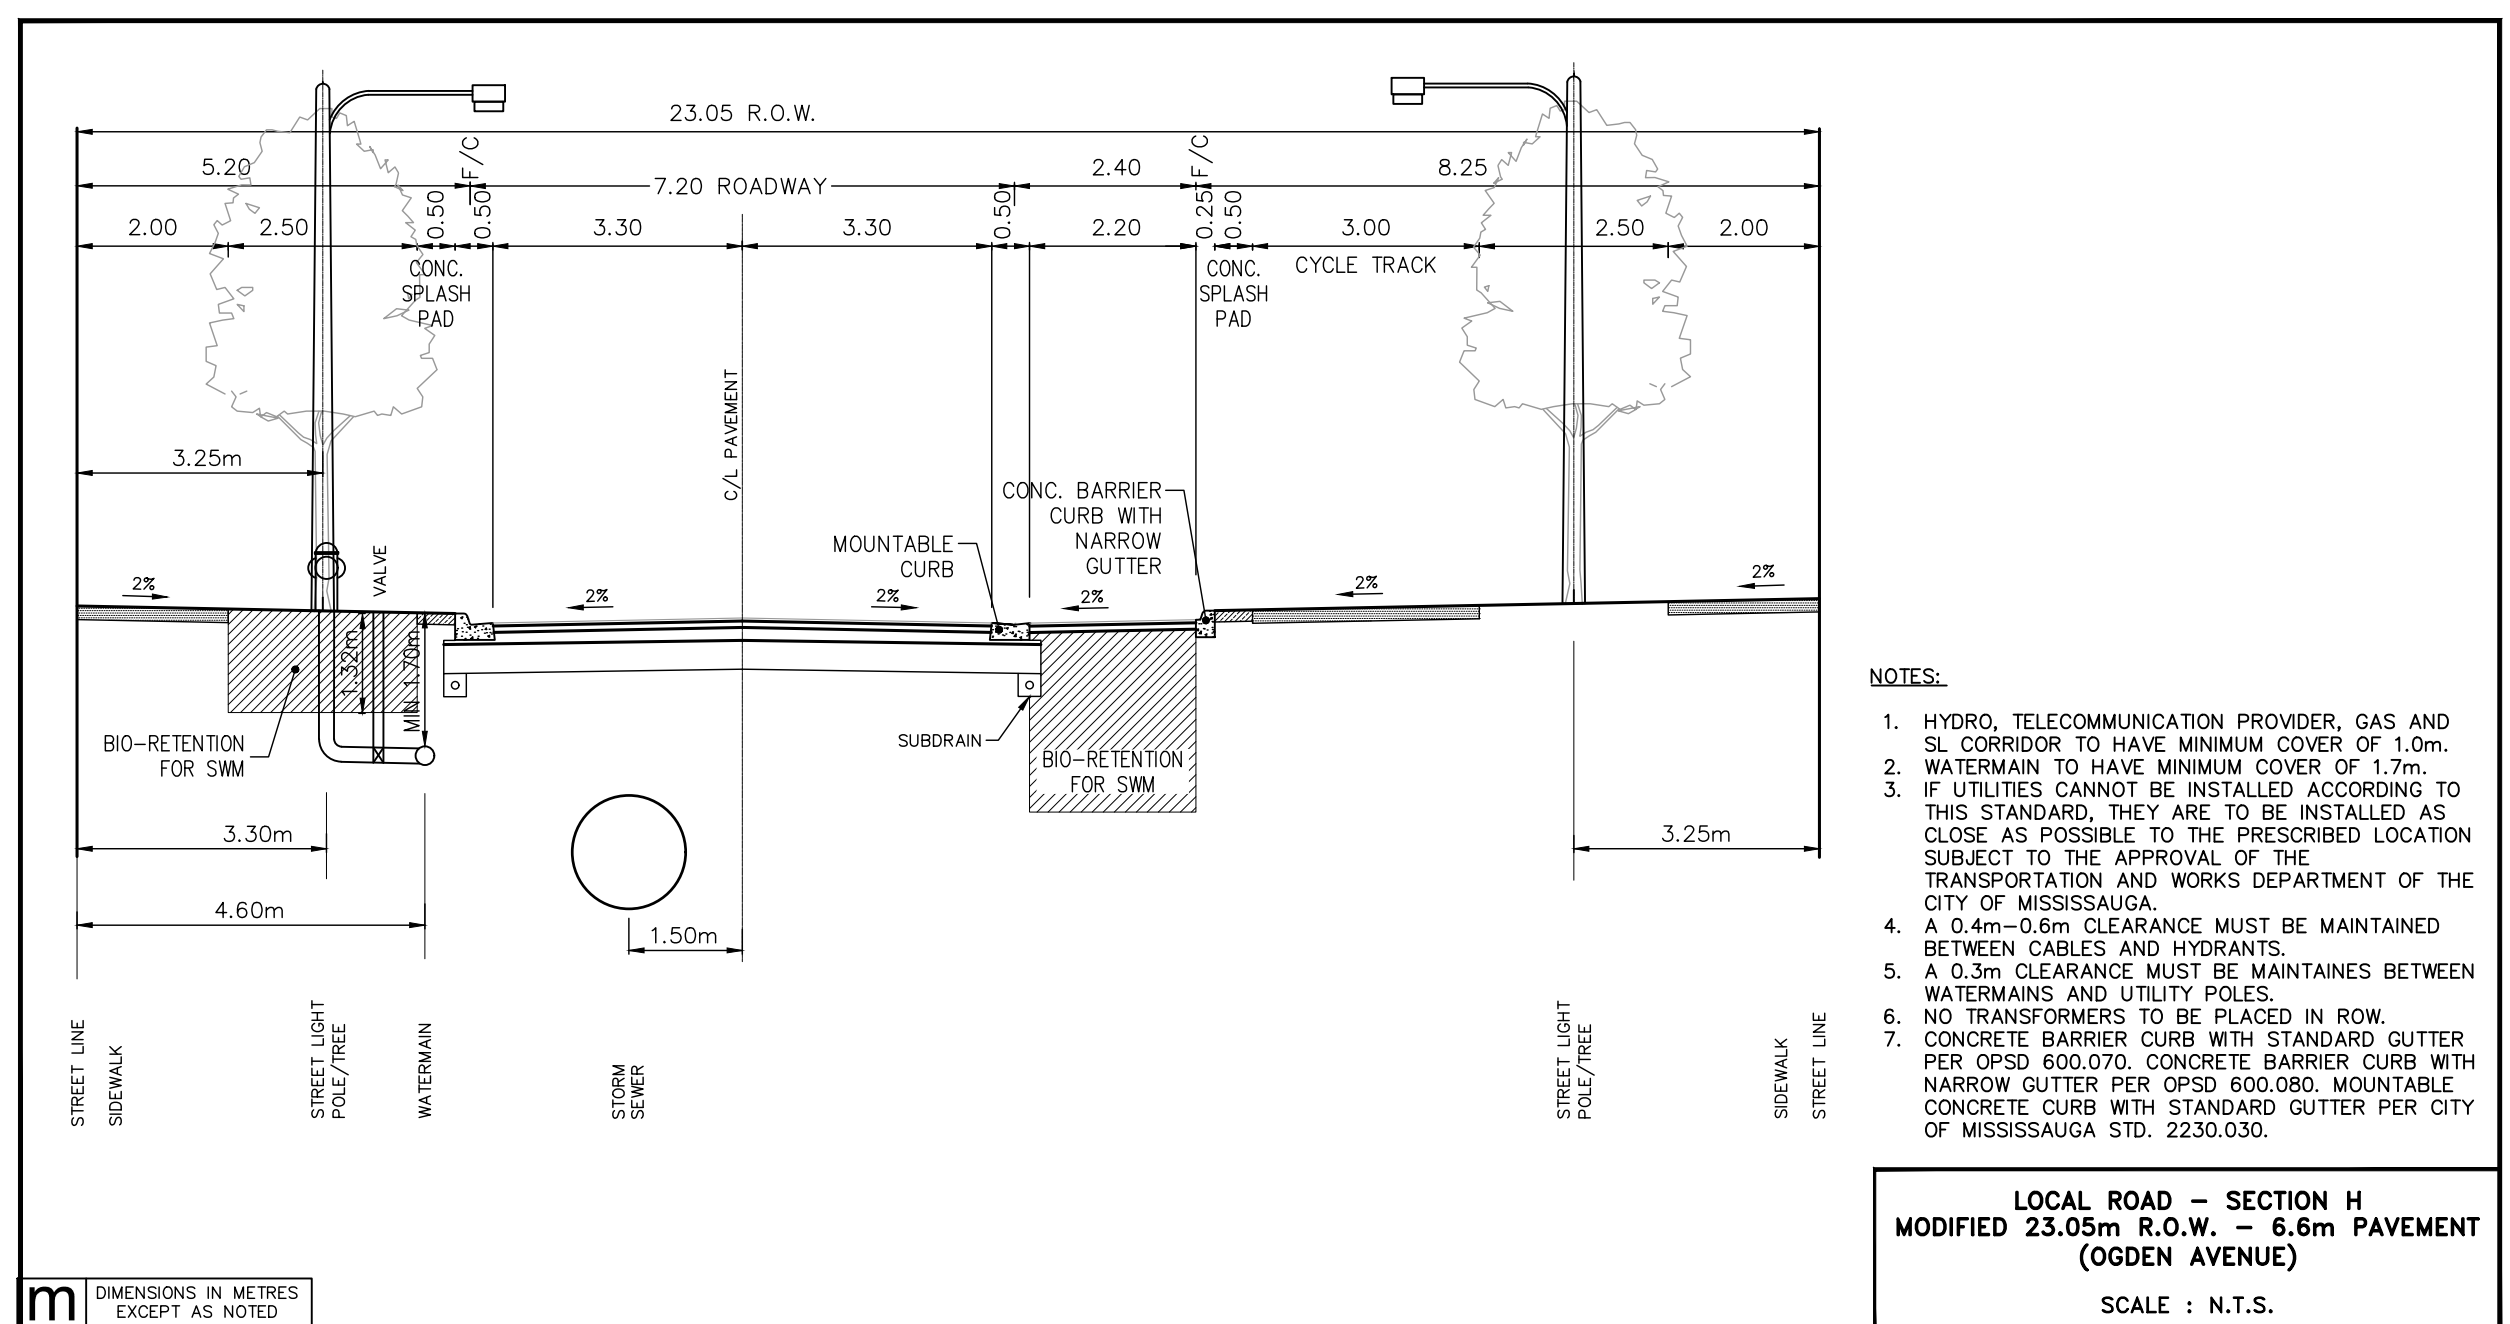 23.05 R.O.W.
5.20
F/C
7.20 ROADWAY
2.40
F/C
8.25
2.00
2.50
0.50
0.50
3.30
3.30
0.50
2.20
0.25
0.50
3.00
2.50
2.00
CONC.
SPLASH
PAD
CONC.
SPLASH
PAD
CYCLE TRACK
C/L PAVEMENT
3.25m
CONC. BARRIER
CURB WITH
NARROW
GUTTER
MOUNTABLE
CURB
VALVE
2%
2%
2%
2%
2%
2%
1.32m
MIN 1.70m
BIO-RETENTION
FOR SWM
SUBDRAIN
BIO-RETENTION
FOR SWM
3.30m
3.25m
4.60m
1.50m
STREET LINE
SIDEWALK
STREET LIGHT
POLE/TREE
WATERMAIN
STORM
SEWER
STREET LIGHT
POLE/TREE
SIDEWALK
STREET LINE
NOTES:
1. HYDRO, TELECOMMUNICATION PROVIDER, GAS AND
SL CORRIDOR TO HAVE MINIMUM COVER OF 1.0m.
2. WATERMAIN TO HAVE MINIMUM COVER OF 1.7m.
3. IF UTILITIES CANNOT BE INSTALLED ACCORDING TO
THIS STANDARD, THEY ARE TO BE INSTALLED AS
CLOSE AS POSSIBLE TO THE PRESCRIBED LOCATION
SUBJECT TO THE APPROVAL OF THE
TRANSPORTATION AND WORKS DEPARTMENT OF THE
CITY OF MISSISSAUGA.
4. A 0.4m-0.6m CLEARANCE MUST BE MAINTAINED
BETWEEN CABLES AND HYDRANTS.
5. A 0.3m CLEARANCE MUST BE MAINTAINES BETWEEN
WATERMAINS AND UTILITY POLES.
6. NO TRANSFORMERS TO BE PLACED IN ROW.
7. CONCRETE BARRIER CURB WITH STANDARD GUTTER
PER OPSD 600.070. CONCRETE BARRIER CURB WITH
NARROW GUTTER PER OPSD 600.080. MOUNTABLE
CONCRETE CURB WITH STANDARD GUTTER PER CITY
OF MISSISSAUGA STD. 2230.030.
LOCAL ROAD - SECTION H
MODIFIED 23.05m R.O.W. - 6.6m PAVEMENT
(OGDEN AVENUE)
SCALE : N.T.S.
m
DIMENSIONS IN METRES
EXCEPT AS NOTED